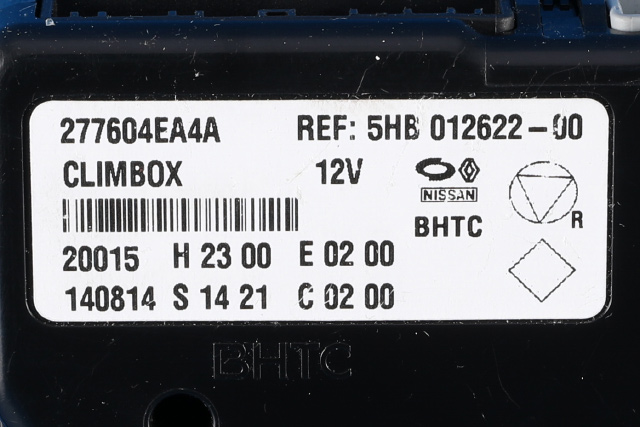 277604EA4A REF: 5HB 012622-00
CLIMBOX 12V
NISSAN
BHTC
R
20015 H 23 00 E 02 00
140814 S 14 21 C 02 00
BHTC